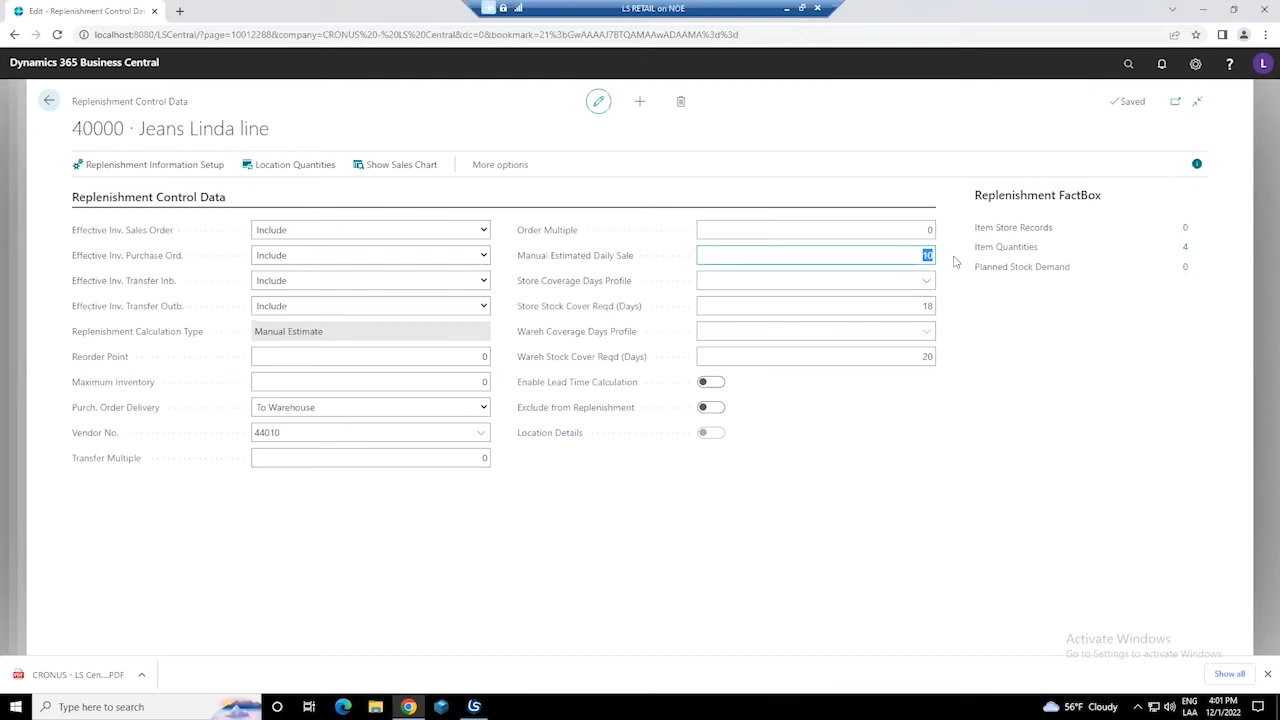 LS RETAIL on NOE
Edit - Replenishment Control Dat
localhost:8080/LSCentral/?page=10012288&company=CRONUS%20-%20LS%20Central&dc=0&bookmark=21%3bGwAAAAJ7BTQAMAAwADAAMA%3d%3d
Dynamics 365 Business Central
L
Replenishment Control Data
Saved
40000 · Jeans Linda line
Replenishment Information Setup
Location Quantities
Show Sales Chart
More options
Replenishment Control Data
Effective Inv. Sales Order
Include
Effective Inv. Purchase Ord.
Include
Effective Inv. Transfer Inb.
Include
Effective Inv. Transfer Outb.
Include
Replenishment Calculation Type
Manual Estimate
Reorder Point
0
Maximum Inventory
0
Purch. Order Delivery
To Warehouse
Vendor No.
44010
Transfer Multiple
0
Order Multiple
0
Manual Estimated Daily Sale
10
Store Coverage Days Profile
Store Stock Cover Reqd (Days)
18
Wareh Coverage Days Profile
Wareh Stock Cover Reqd (Days)
20
Enable Lead Time Calculation
Exclude from Replenishment
Location Details
Replenishment FactBox
Item Store Records
0
Item Quantities
4
Planned Stock Demand
0
Activate Windows
Go to Settings to activate Windows.
CRONUS - LS Cen....PDF
Show all
Type here to search
56°F Cloudy
ENG
LAA
4:01 PM
12/1/2022